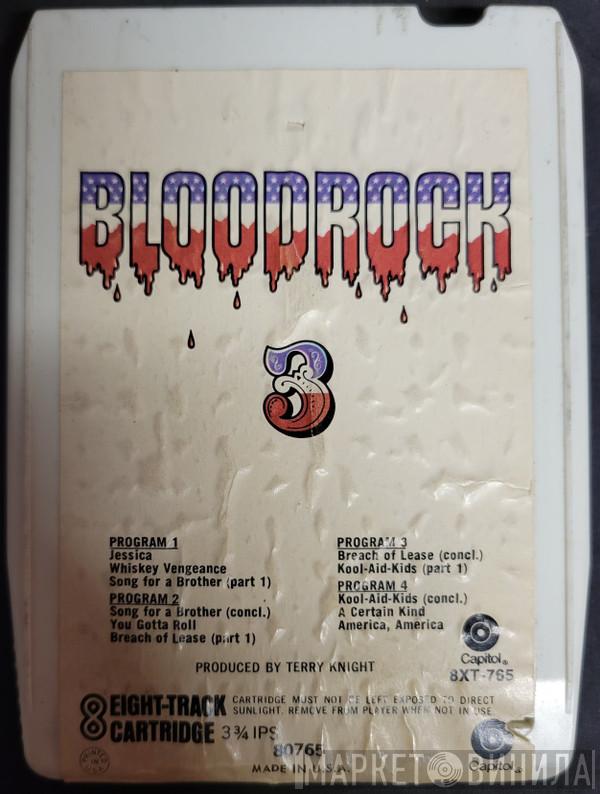 BLOODROCK
3
PROGRAM 1
Jessica
Whiskey Vengeance
Song for a Brother (part 1)
PROGRAM 2
Song for a Brother (concl.)
You Gotta Roll
Breach of Lease (part 1)
PROGRAM 3
Breach of Lease (concl.)
Kool-Aid-Kids (part 1)
PROGRAM 4
Kool-Aid-Kids (concl.)
A Certain Kind
America, America
Capitol®
8XT-765
PRODUCED BY TERRY KNIGHT
8 EIGHT-TRACK CARTRIDGE 3¾ IPS
CARTRIDGE MUST NOT BE LEFT EXPOSED TO DIRECT
SUNLIGHT. REMOVE FROM PLAYER WHEN NOT IN USE.
80765
MADE IN U.S.A.
PRINTED IN U.S.A.
Capitol®
МАРКЕТ ВИНИЛА